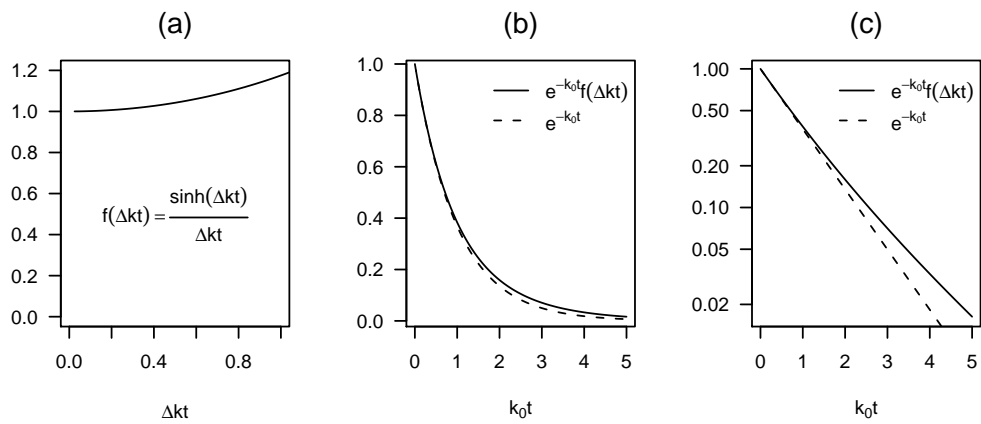 (a)
1.2
1.0
0.8
0.6
0.4
0.2
0.0
f(Δkt) = sinh(Δkt) / Δkt
0.0 0.4 0.8
Δkt
(b)
1.0
0.8
0.6
0.4
0.2
0.0
e^{−k₀t}f(Δkt)
e^{−k₀t}
0 1 2 3 4 5
k₀t
(c)
1.00
0.50
0.20
0.10
0.05
0.02
e^{−k₀t}f(Δkt)
e^{−k₀t}
0 1 2 3 4 5
k₀t